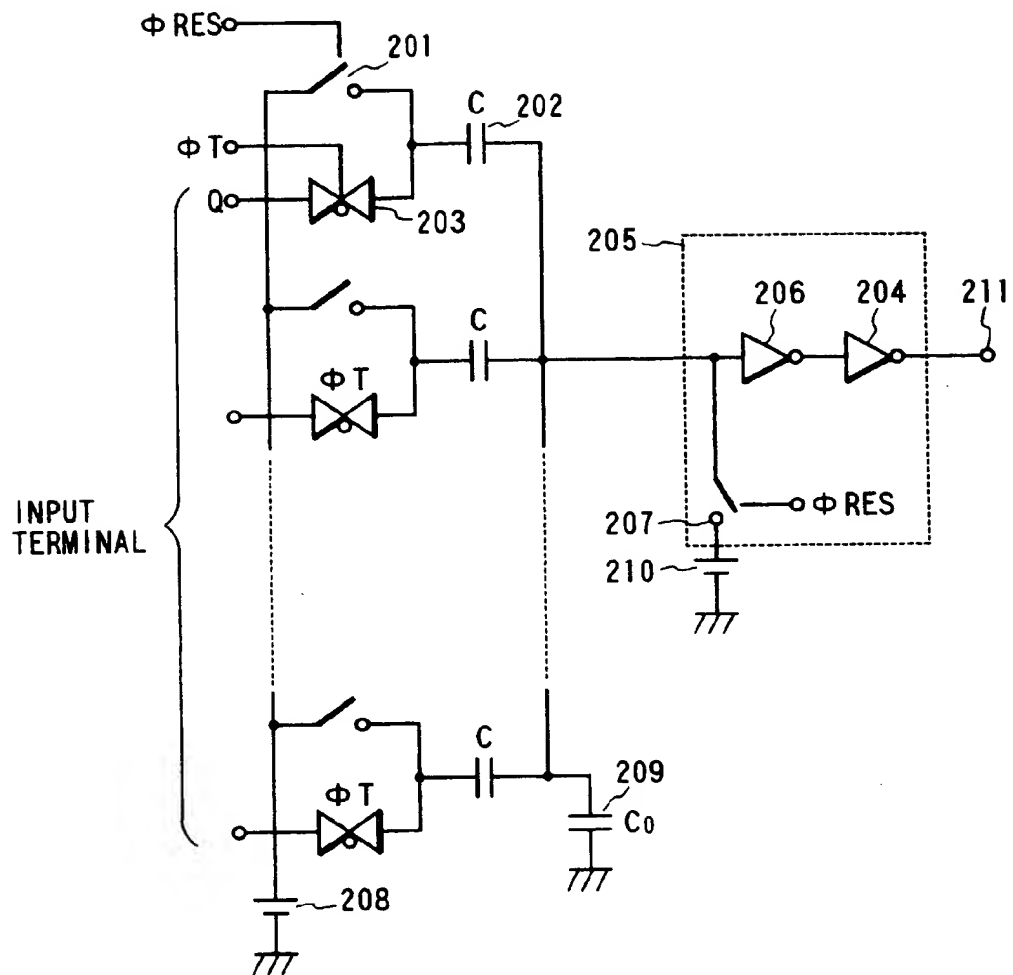 ΦRES
201
C
202
ΦT
Q
203
205
206
204
211
C
ΦT
INPUT
TERMINAL
207
ΦRES
210
C
209
ΦT
C0
208